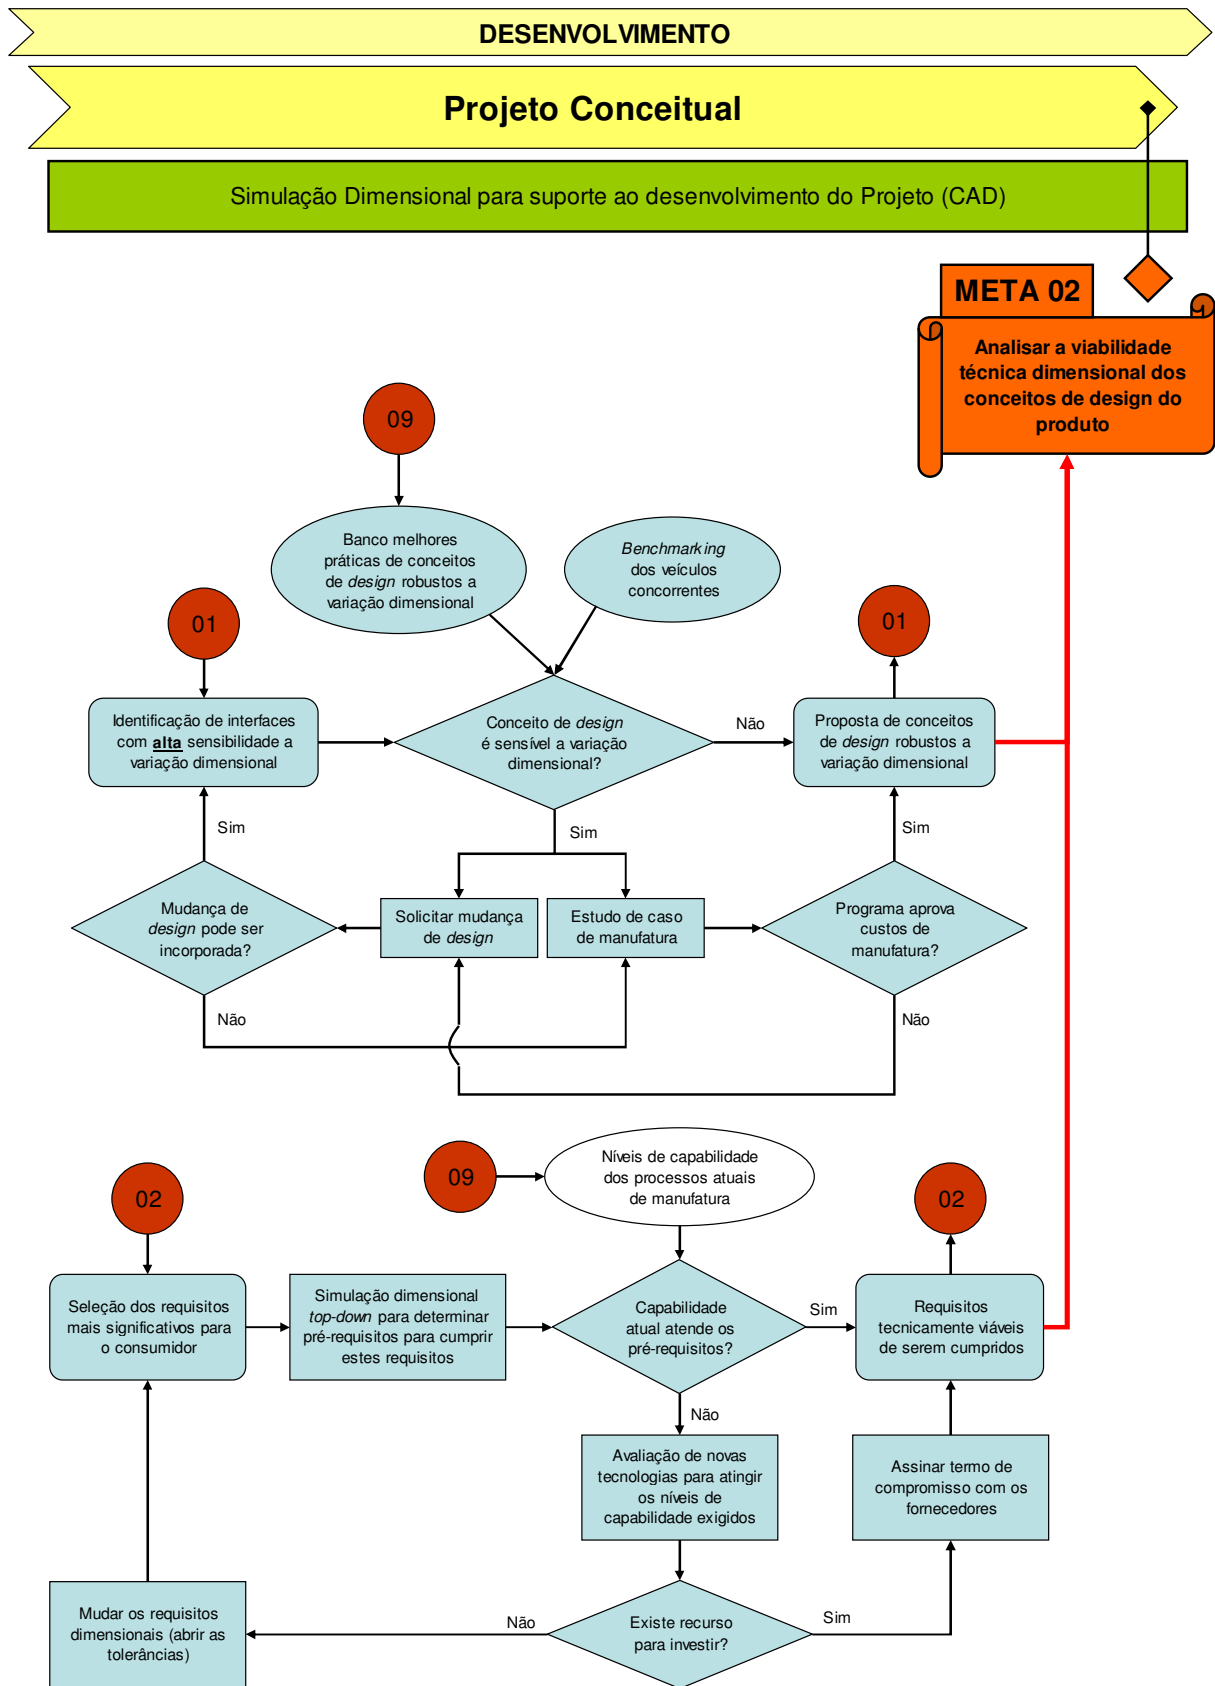 DESENVOLVIMENTO
Projeto Conceitual
Simulação Dimensional para suporte ao desenvolvimento do Projeto (CAD)
META 02
Analisar a viabilidade
técnica dimensional dos
conceitos de design do
produto
09
Banco melhores
práticas de conceitos
de design robustos a
variação dimensional
Benchmarking
dos veículos
concorrentes
01
01
Identificação de interfaces
com alta sensibilidade a
variação dimensional
Conceito de design
é sensível a variação
dimensional?
Não
Proposta de conceitos
de design robustos a
variação dimensional
Sim
Sim
Sim
Mudança de
design pode ser
incorporada?
Solicitar mudança
de design
Estudo de caso
de manufatura
Programa aprova
custos de
manufatura?
Não
Não
09
Níveis de capabilidade
dos processos atuais
de manufatura
02
02
Seleção dos requisitos
mais significativos para
o consumidor
Simulação dimensional
top-down para determinar
pré-requisitos para cumprir
estes requisitos
Capabilidade
atual atende os
pré-requisitos?
Sim
Requisitos
tecnicamente viáveis
de serem cumpridos
Não
Avaliação de novas
tecnologias para atingir
os níveis de
capabilidade exigidos
Assinar termo de
compromisso com os
fornecedores
Mudar os requisitos
dimensionais (abrir as
tolerâncias)
Não
Existe recurso
para investir?
Sim